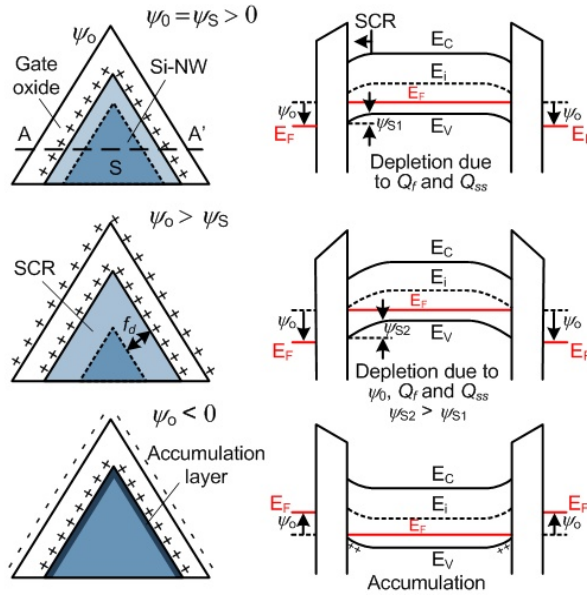 ψo
ψ0 = ψS > 0
Gate
oxide
Si-NW
A
A'
S
SCR
EC
Ei
EF
EV
ψo
EF
ψS1
ψo
EF
Depletion due
to Qf and Qss
ψo > ψS
SCR
fd
EC
Ei
EF
EV
ψo
EF
ψS2
ψo
EF
Depletion due to
ψ0, Qf and Qss
ψS2 > ψS1
ψo < 0
Accumulation
layer
EC
Ei
EF
EV
EF
ψo
EF
ψo
Accumulation